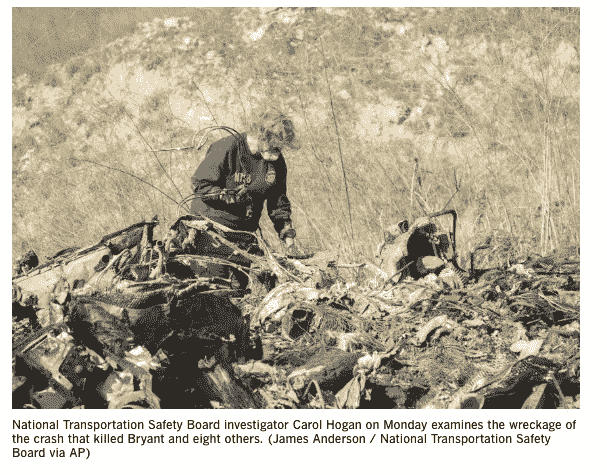 National Transportation Safety Board investigator Carol Hogan on Monday examines the wreckage of
the crash that killed Bryant and eight others. (James Anderson / National Transportation Safety
Board via AP)